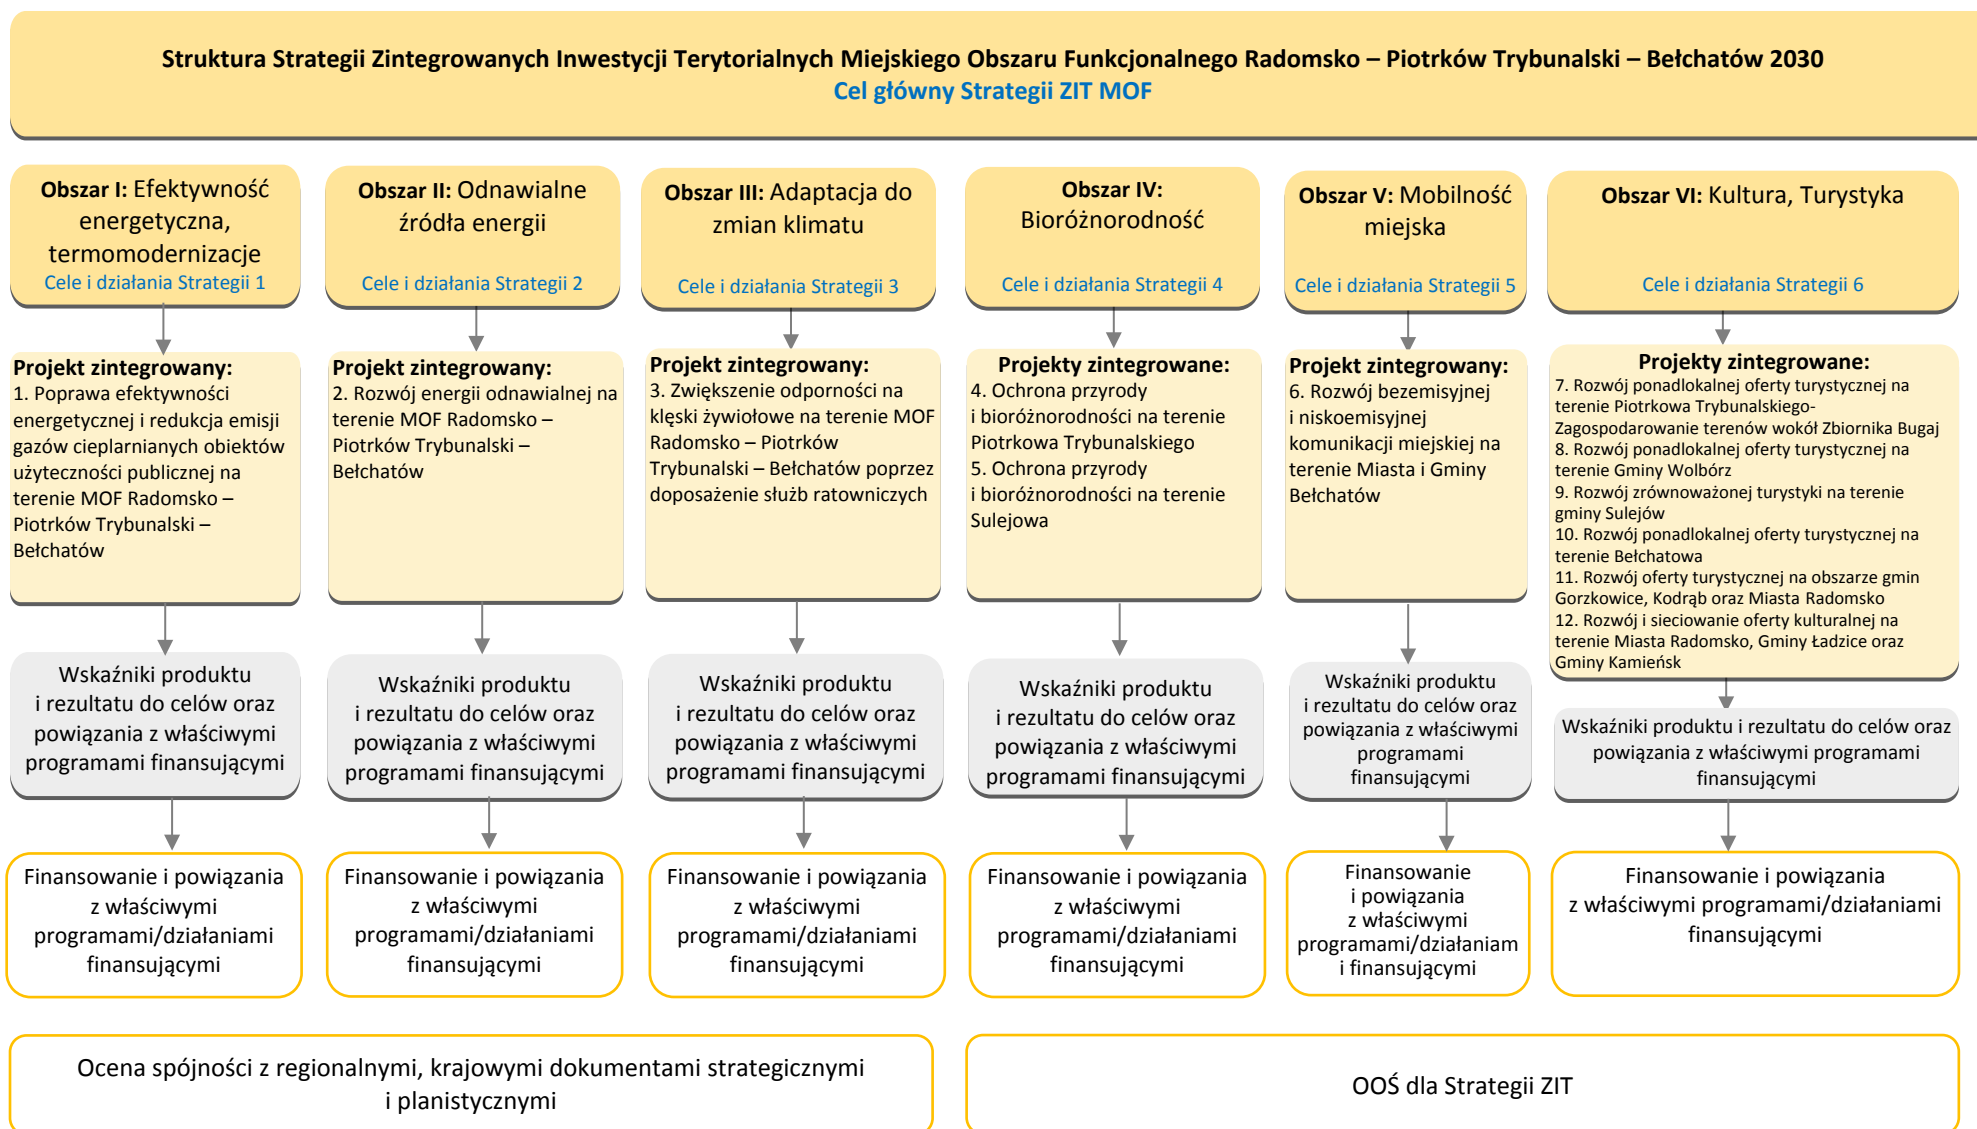 Struktura Strategii Zintegrowanych Inwestycji Terytorialnych Miejskiego Obszaru Funkcjonalnego Radomsko – Piotrków Trybunalski – Bełchatów 2030
Cel główny Strategii ZIT MOF
Obszar I: Efektywność
energetyczna,
termomodernizacje
Cele i działania Strategii 1
Obszar II: Odnawialne
źródła energii
Cele i działania Strategii 2
Obszar III: Adaptacja do
zmian klimatu
Cele i działania Strategii 3
Obszar IV:
Bioróżnorodność
Cele i działania Strategii 4
Obszar V: Mobilność
miejska
Cele i działania Strategii 5
Obszar VI: Kultura, Turystyka
Cele i działania Strategii 6
Projekt zintegrowany:
1. Poprawa efektywności
energetycznej i redukcja emisji
gazów cieplarnianych obiektów
użyteczności publicznej na
terenie MOF Radomsko –
Piotrków Trybunalski –
Bełchatów
Projekt zintegrowany:
2. Rozwój energii odnawialnej na
terenie MOF Radomsko –
Piotrków Trybunalski –
Bełchatów
Projekt zintegrowany:
3. Zwiększenie odporności na
klęski żywiołowe na terenie MOF
Radomsko – Piotrków
Trybunalski – Bełchatów poprzez
doposażenie służb ratowniczych
Projekty zintegrowane:
4. Ochrona przyrody
i bioróżnorodności na terenie
Piotrkowa Trybunalskiego
5. Ochrona przyrody
i bioróżnorodności na terenie
Sulejowa
Projekt zintegrowany:
6. Rozwój bezemisyjnej
i niskoemisyjnej
komunikacji miejskiej na
terenie Miasta i Gminy
Bełchatów
Projekty zintegrowane:
7. Rozwój ponadlokalnej oferty turystycznej na
terenie Piotrkowa Trybunalskiego-
Zagospodarowanie terenów wokół Zbiornika Bugaj
8. Rozwój ponadlokalnej oferty turystycznej na
terenie Gminy Wolbórz
9. Rozwój zrównoważonej turystyki na terenie
gminy Sulejów
10. Rozwój ponadlokalnej oferty turystycznej na
terenie Bełchatowa
11. Rozwój oferty turystycznej na obszarze gmin
Gorzkowice, Kodrąb oraz Miasta Radomsko
12. Rozwój i sieciowanie oferty kulturalnej na
terenie Miasta Radomsko, Gminy Ładzice oraz
Gminy Kamieńsk
Wskaźniki produktu
i rezultatu do celów oraz
powiązania z właściwymi
programami finansującymi
Wskaźniki produktu
i rezultatu do celów oraz
powiązania z właściwymi
programami finansującymi
Wskaźniki produktu
i rezultatu do celów oraz
powiązania z właściwymi
programami finansującymi
Wskaźniki produktu
i rezultatu do celów oraz
powiązania z właściwymi
programami finansującymi
Wskaźniki produktu
i rezultatu do celów oraz
powiązania z właściwymi
programami
finansującymi
Wskaźniki produktu i rezultatu do celów oraz
powiązania z właściwymi programami
finansującymi
Finansowanie i powiązania
z właściwymi
programami/działaniami
finansującymi
Finansowanie i powiązania
z właściwymi
programami/działaniami
finansującymi
Finansowanie i powiązania
z właściwymi
programami/działaniami
finansującymi
Finansowanie i powiązania
z właściwymi
programami/działaniami
finansującymi
Finansowanie
i powiązania
z właściwymi
programami/działaniam
i finansującymi
Finansowanie i powiązania
z właściwymi programami/działaniami
finansującymi
Ocena spójności z regionalnymi, krajowymi dokumentami strategicznymi
i planistycznymi
OOŚ dla Strategii ZIT